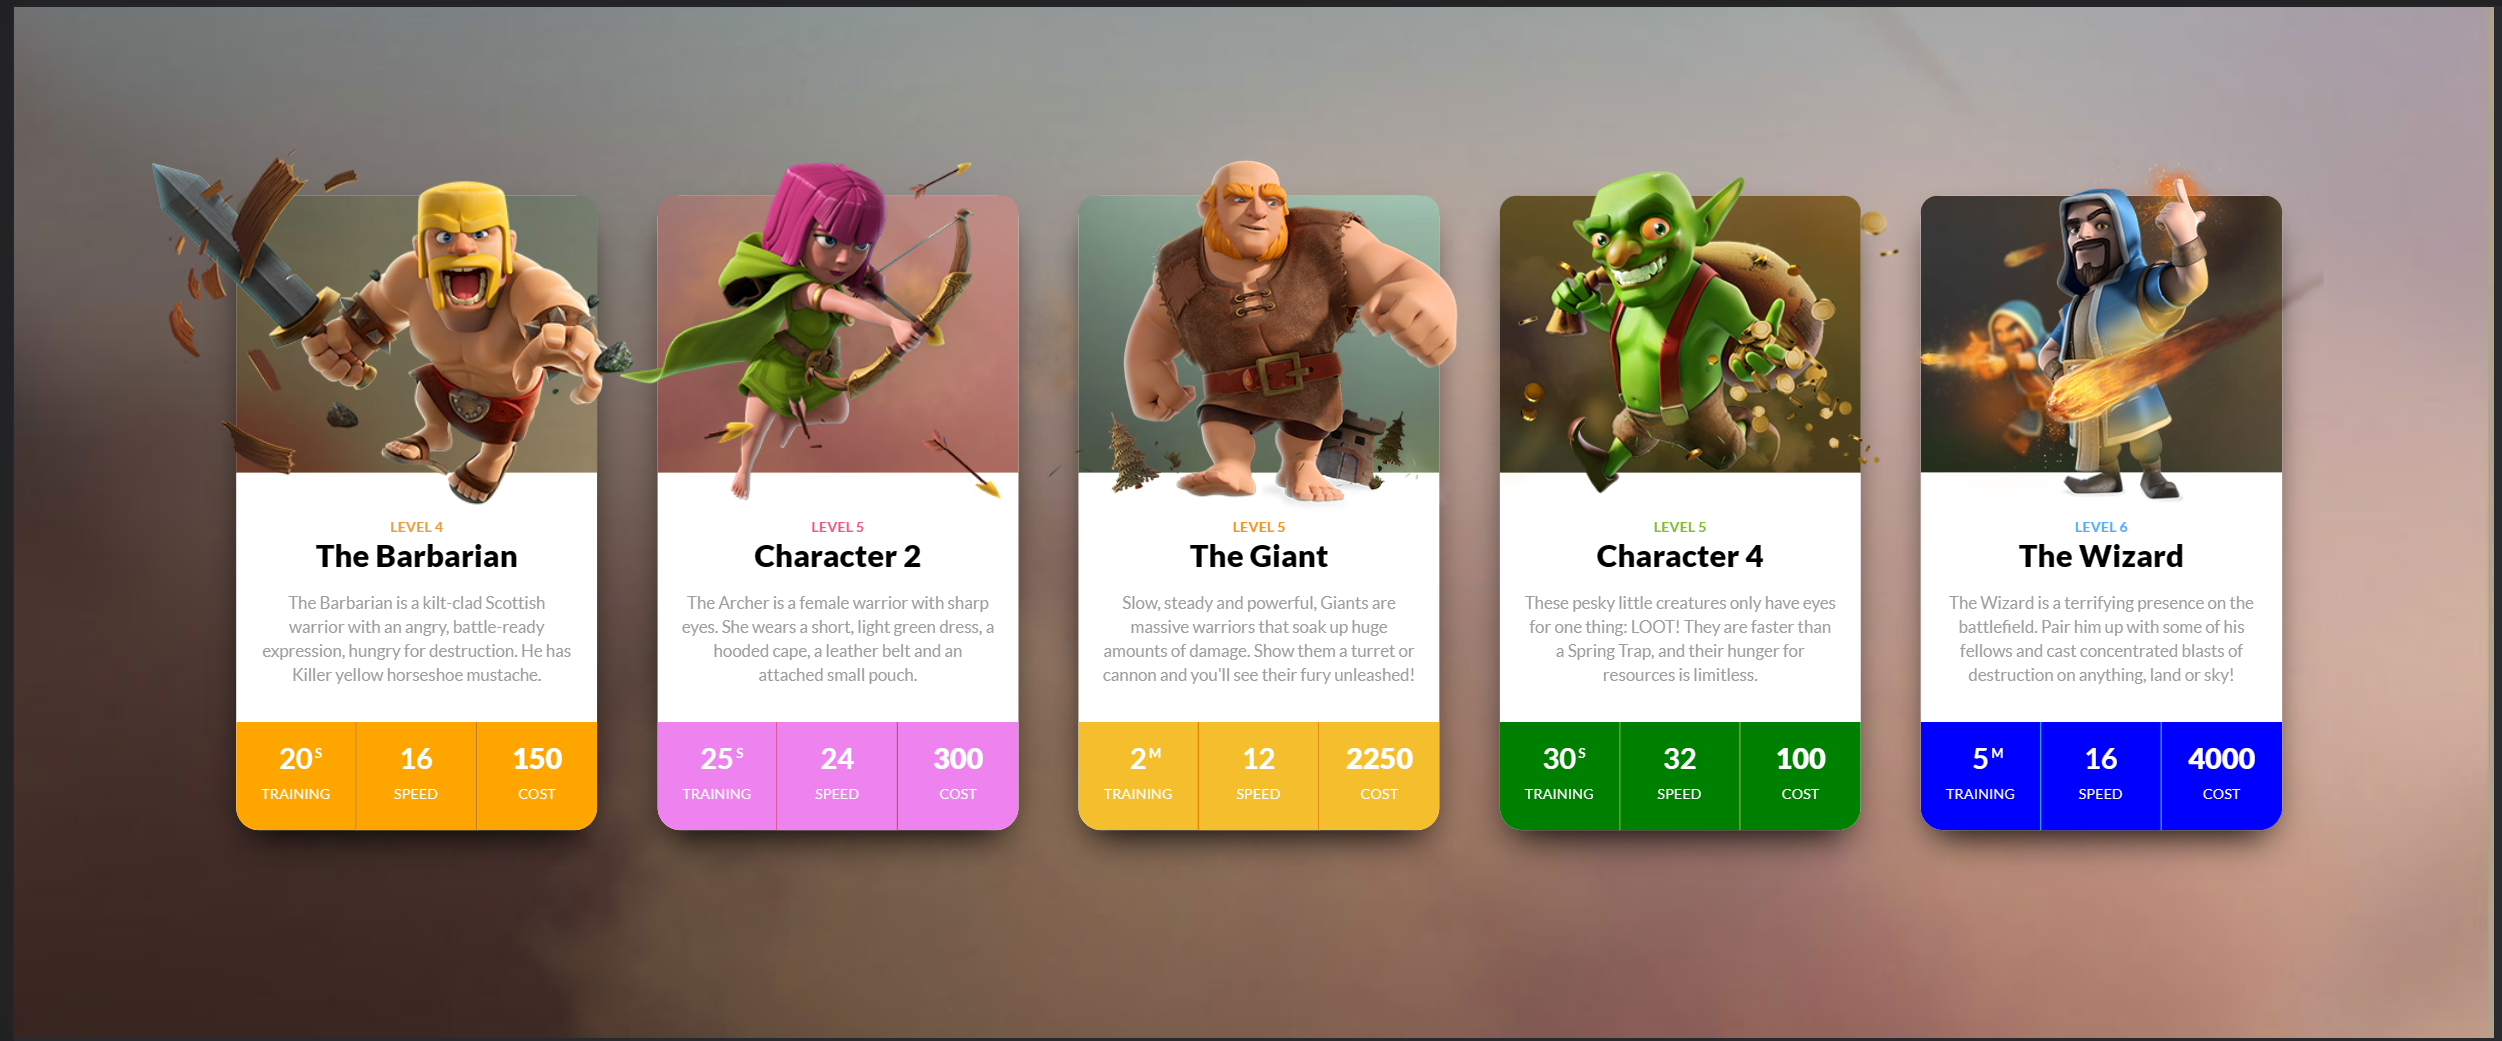 LEVEL 4
The Barbarian
The Barbarian is a kilt-clad Scottish
warrior with an angry, battle-ready
expression, hungry for destruction. He has
Killer yellow horseshoe mustache.
20 S
TRAINING
16
SPEED
150
COST
LEVEL 5
Character 2
The Archer is a female warrior with sharp
eyes. She wears a short, light green dress, a
hooded cape, a leather belt and an
attached small pouch.
25 S
TRAINING
24
SPEED
300
COST
LEVEL 5
The Giant
Slow, steady and powerful, Giants are
massive warriors that soak up huge
amounts of damage. Show them a turret or
cannon and you'll see their fury unleashed!
2 M
TRAINING
12
SPEED
2250
COST
LEVEL 5
Character 4
These pesky little creatures only have eyes
for one thing: LOOT! They are faster than
a Spring Trap, and their hunger for
resources is limitless.
30 S
TRAINING
32
SPEED
100
COST
LEVEL 6
The Wizard
The Wizard is a terrifying presence on the
battlefield. Pair him up with some of his
fellows and cast concentrated blasts of
destruction on anything, land or sky!
5 M
TRAINING
16
SPEED
4000
COST